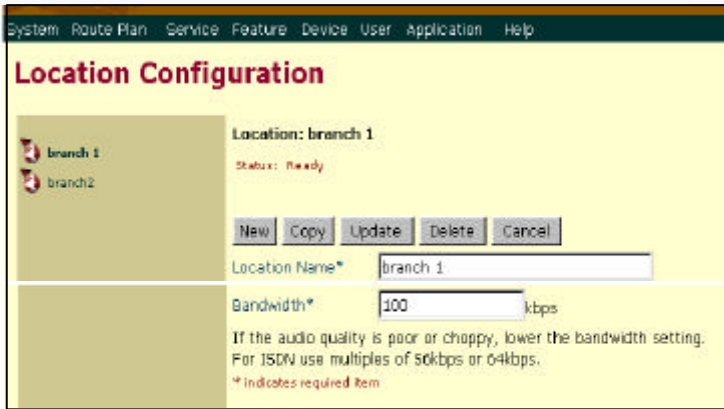 System Route Plan Service Feature Device User Application Help
Location Configuration
branch 1
branch2
Location: branch 1
Status: Ready
New Copy Update Delete Cancel
Location Name* branch 1
Bandwidth* 100 kbps
If the audio quality is poor or choppy, lower the bandwidth setting.
For ISDN use multiples of 56kbps or 64kbps.
* indicates required item